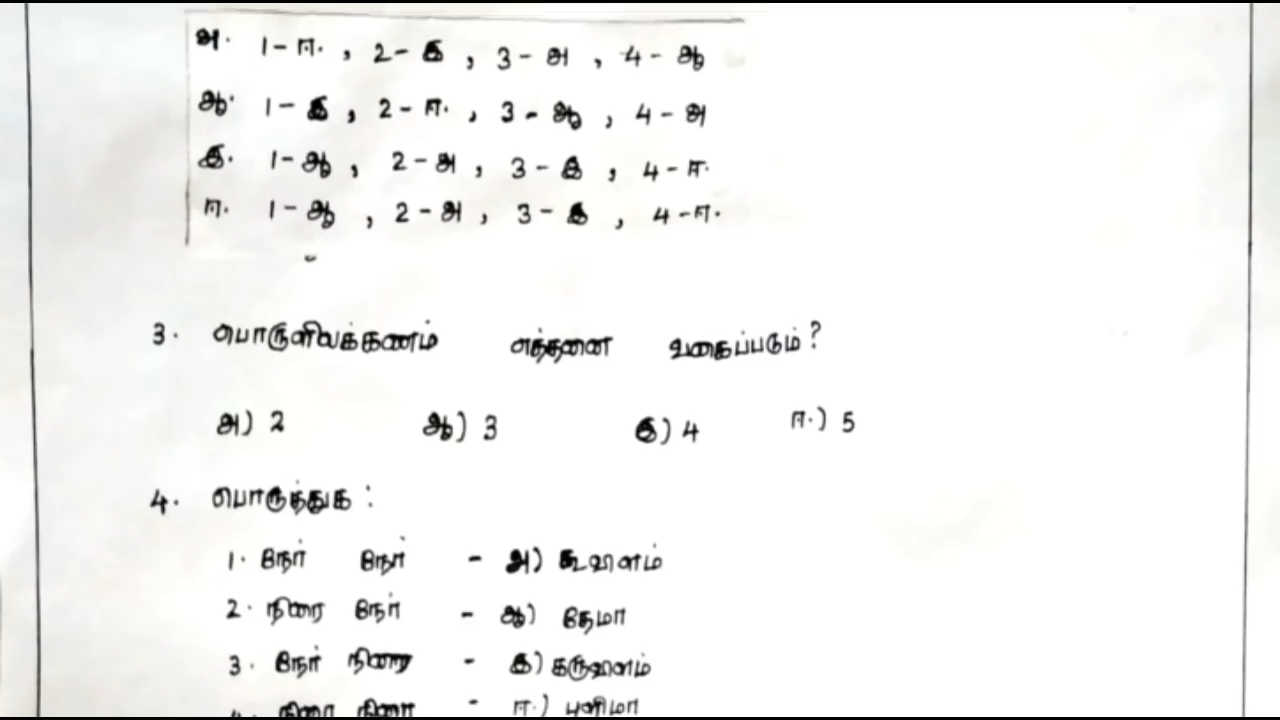 அ. 1-ஈ. , 2-இ , 3-அ , 4-ஆ
ஆ. 1-இ , 2-ஈ. , 3-ஆ , 4-அ
இ. 1-ஆ , 2-அ , 3-இ , 4-ஈ.
ஈ. 1-ஆ , 2-அ , 3-இ , 4-ஈ.
3. பொருளிலக்கணம் எத்தனை வகைப்படும்?
அ) 2 ஆ) 3 இ) 4 ஈ.) 5
4. பொருத்துக :
1. நேர் நேர் - அ) கூவிளம்
2. நிரை நேர் - ஆ) தேமா
3. நேர் நிரை - இ) கருவிளம்
4. நிரை நிரை - ஈ.) புளிமா